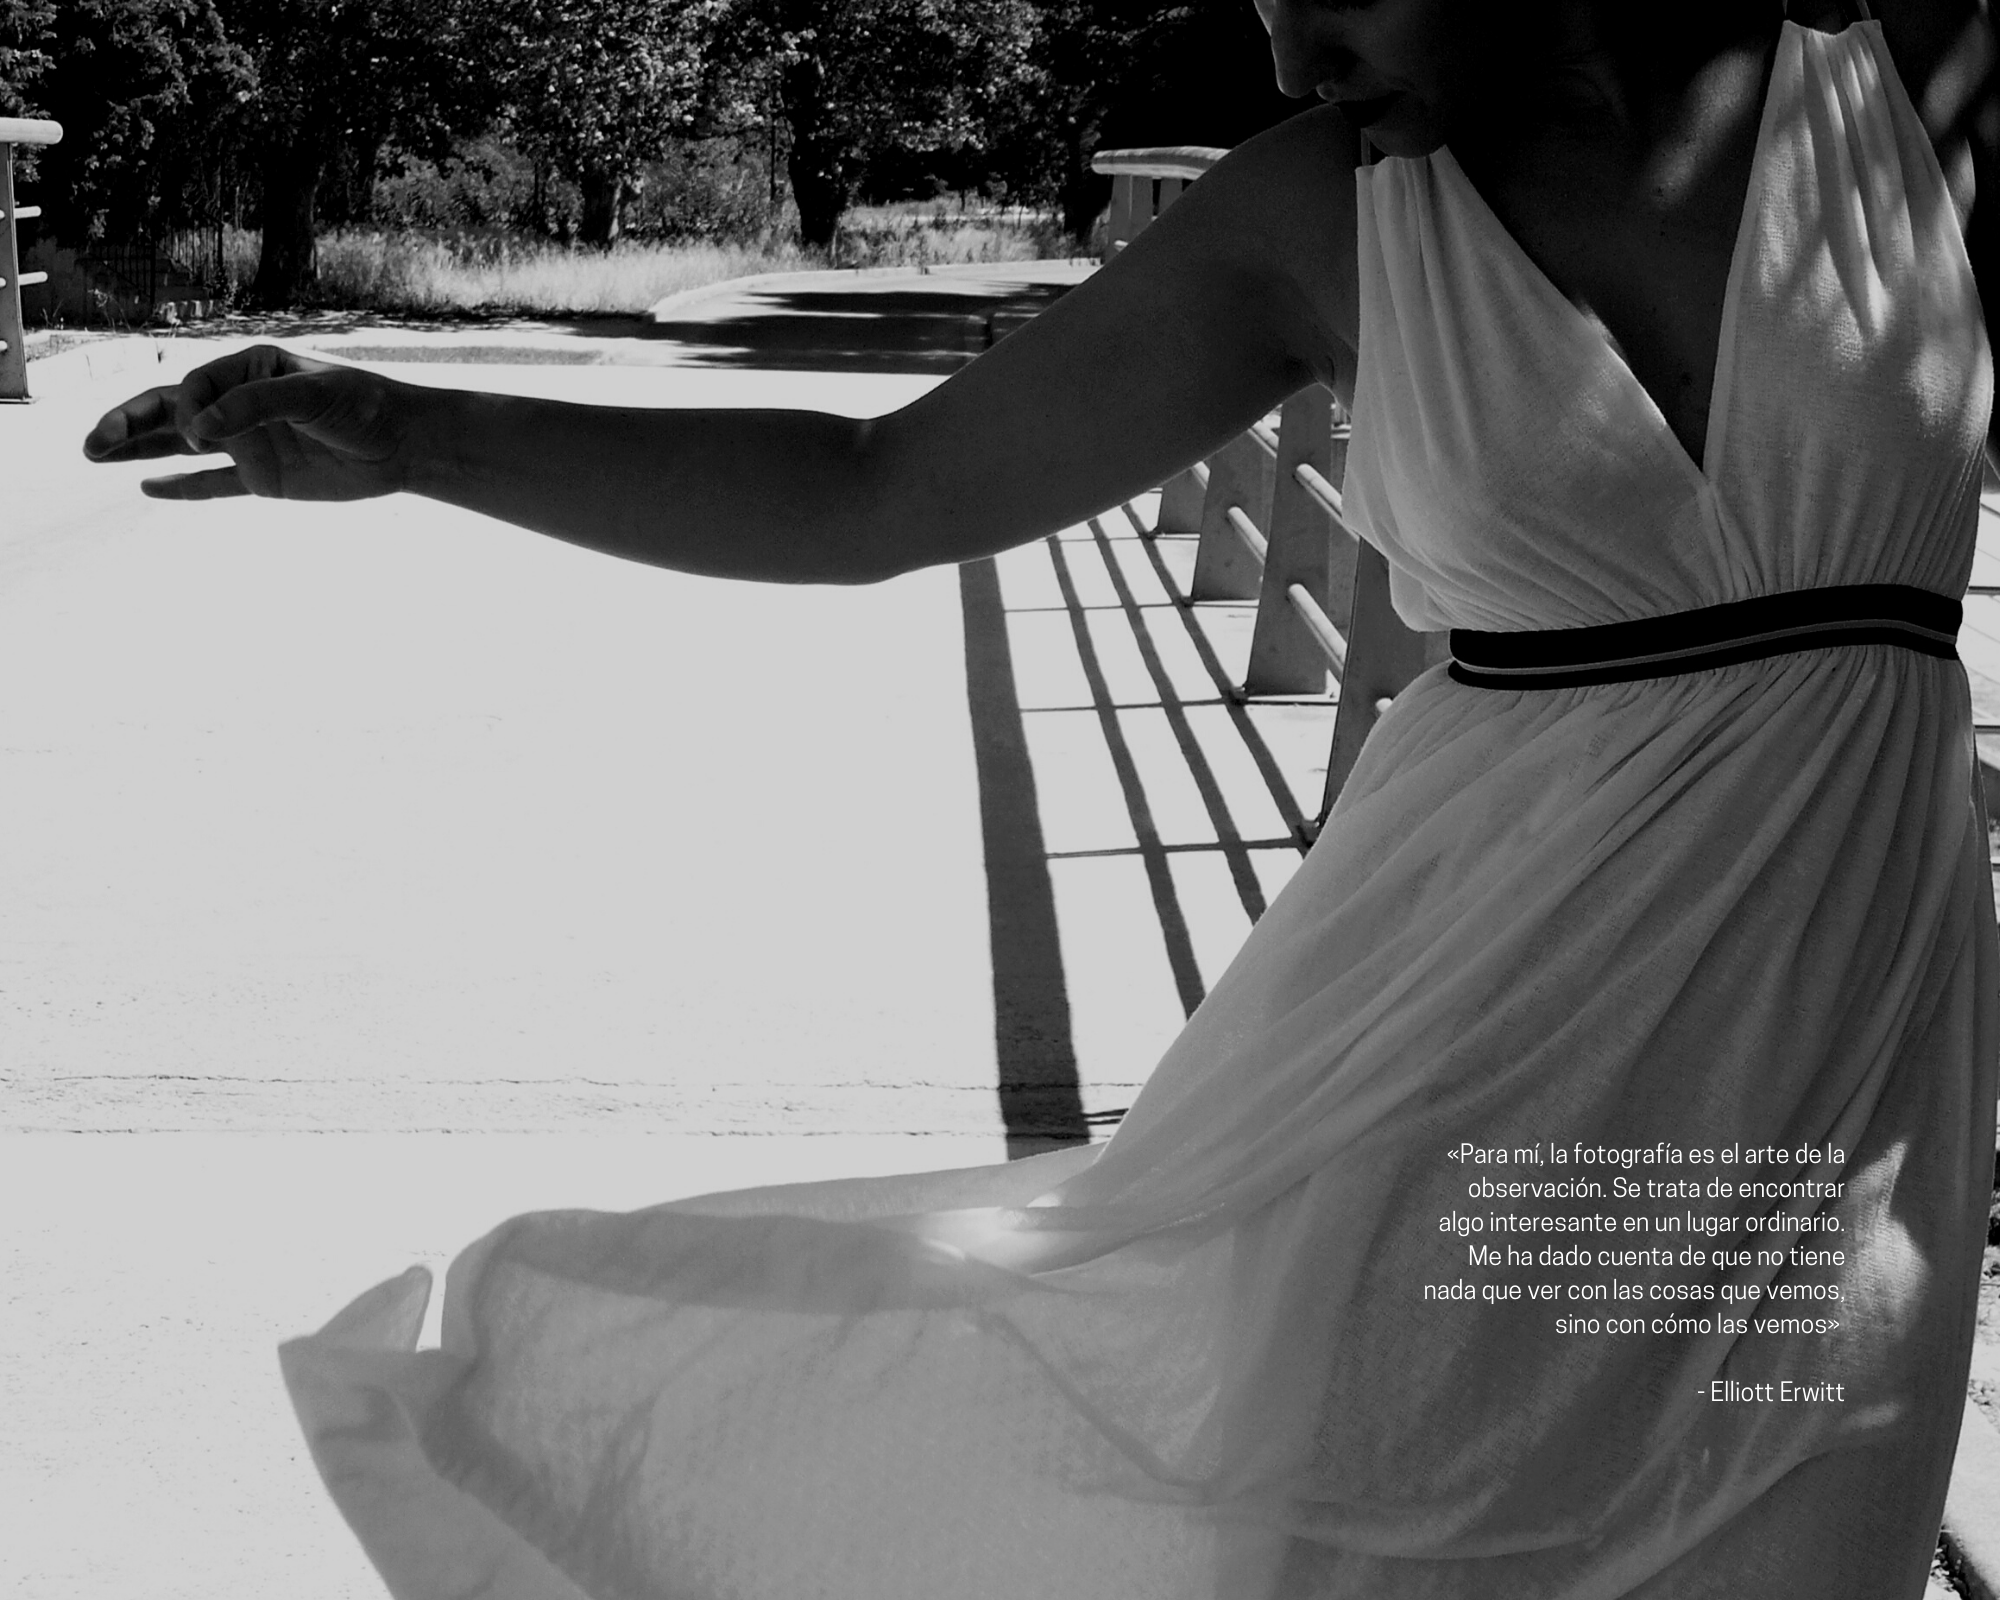 «Para mí, la fotografía es el arte de la
observación. Se trata de encontrar
algo interesante en un lugar ordinario.
Me ha dado cuenta de que no tiene
nada que ver con las cosas que vemos,
sino con cómo las vemos»
- Elliott Erwitt